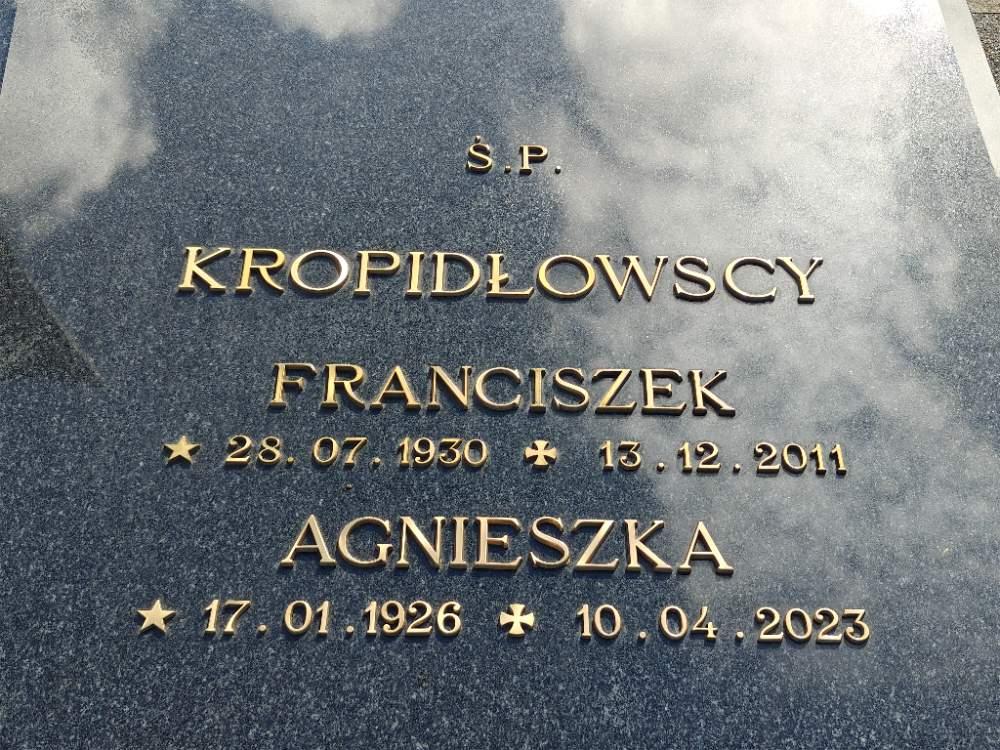 Ś.P.
KROPIDŁOWSCY
FRANCISZEK
28.07.1930 13.12.2011
AGNIESZKA
17.01.1926 10.04.2023